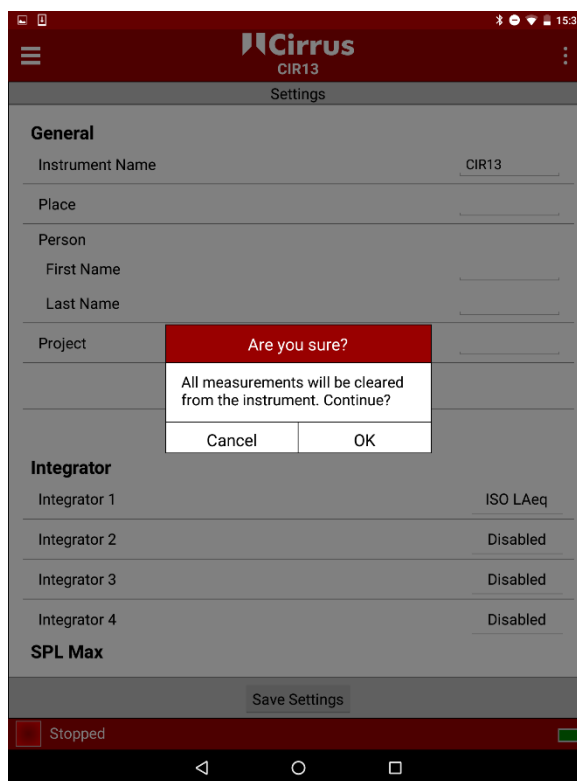 15:3
Cirrus
CIR13
Settings
General
Instrument Name CIR13
Place
Person
First Name
Last Name
Project
Are you sure?
All measurements will be cleared
from the instrument. Continue?
Cancel OK
Integrator
Integrator 1 ISO LAeq
Integrator 2 Disabled
Integrator 3 Disabled
Integrator 4 Disabled
SPL Max
Save Settings
Stopped